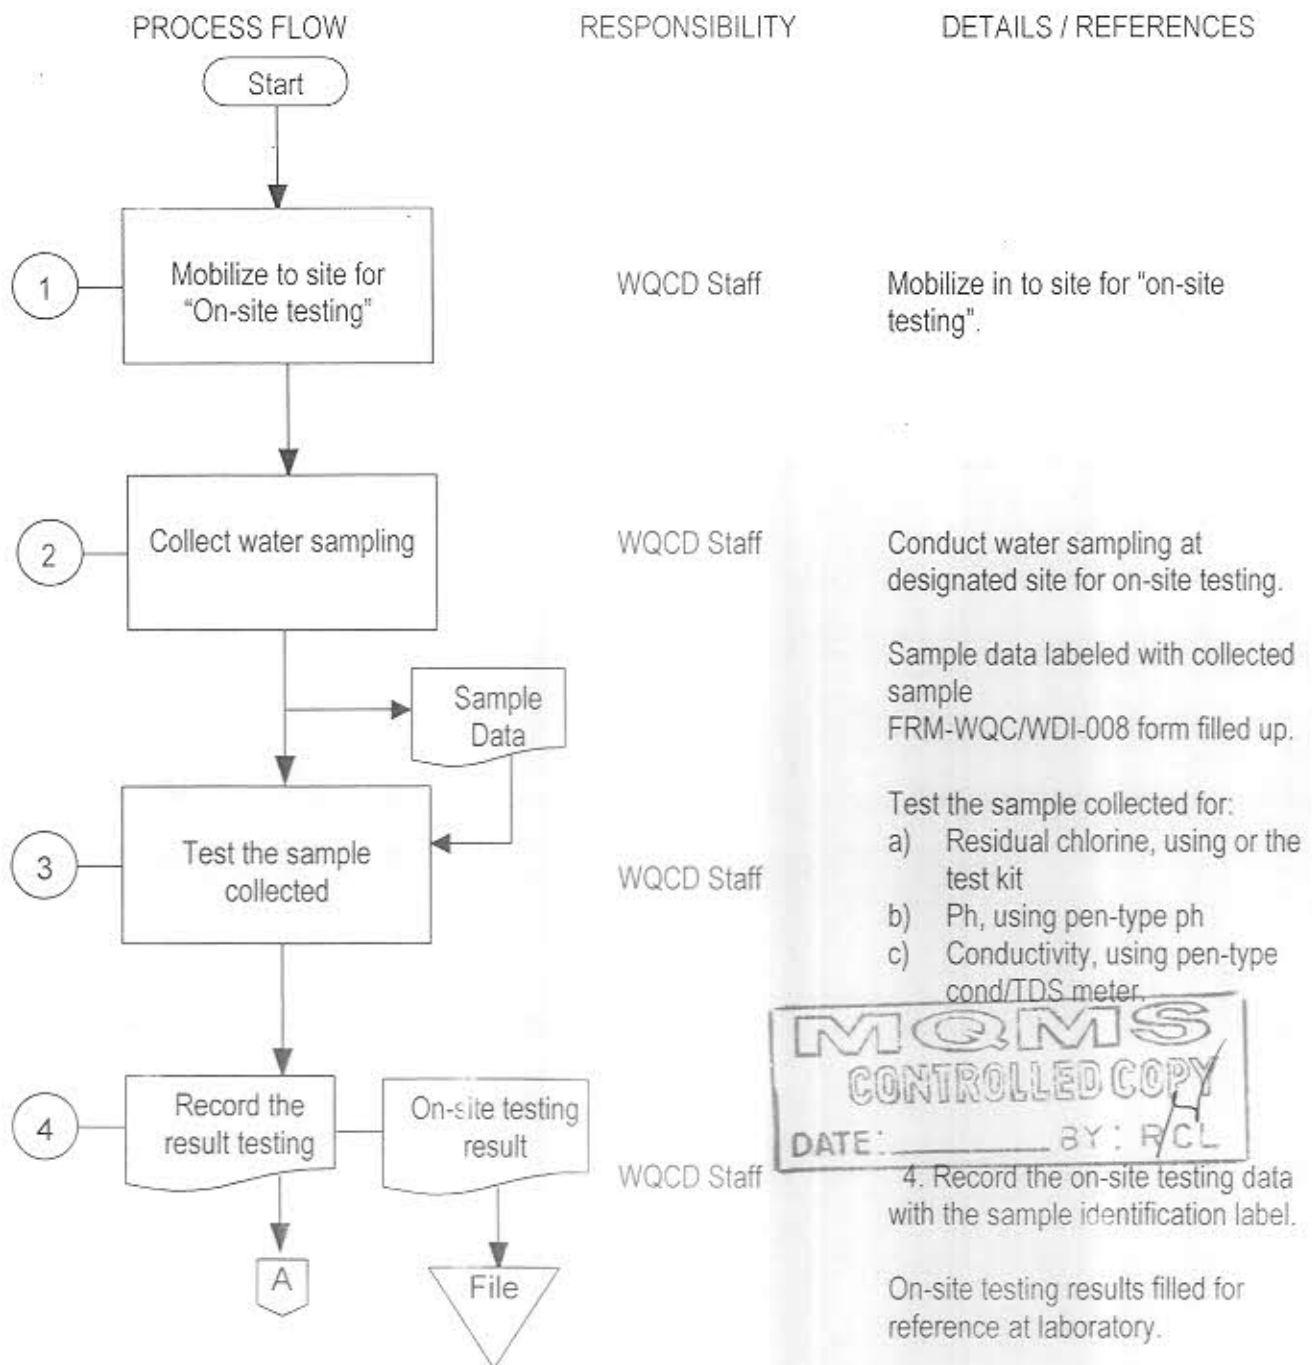 PROCESS FLOW RESPONSIBILITY DETAILS / REFERENCES
Start
1
Mobilize to site for
“On-site testing”
WQCD Staff
Mobilize in to site for “on-site
testing”.
2
Collect water sampling
WQCD Staff
Conduct water sampling at
designated site for on-site testing.
Sample
Data
Sample data labeled with collected
sample
FRM-WQC/WDI-008 form filled up.
3
Test the sample
collected
WQCD Staff
Test the sample collected for:
a) Residual chlorine, using or the
test kit
b) Ph, using pen-type ph
c) Conductivity, using pen-type
cond/TDS meter.
MQMS
CONTROLLED COPY
DATE: BY: RCL
4
Record the
result testing
On-site testing
result
WQCD Staff
4. Record the on-site testing data
with the sample identification label.
A
File
On-site testing results filled for
reference at laboratory.